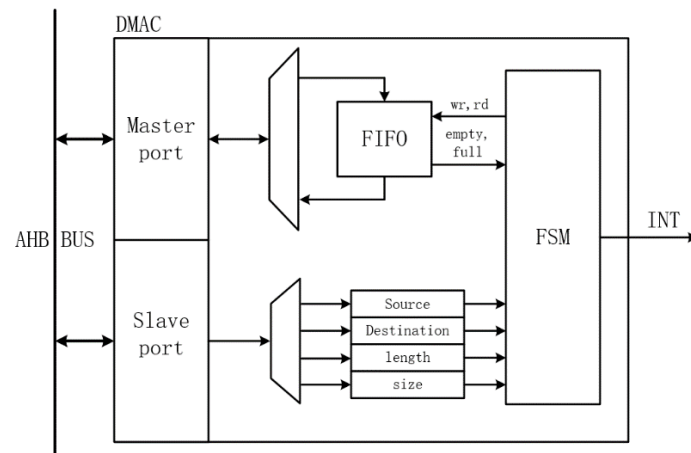 DMAC
Master
port
FIFO
wr,rd
empty,
full
AHB BUS
FSM
INT
Slave
port
Source
Destination
length
size